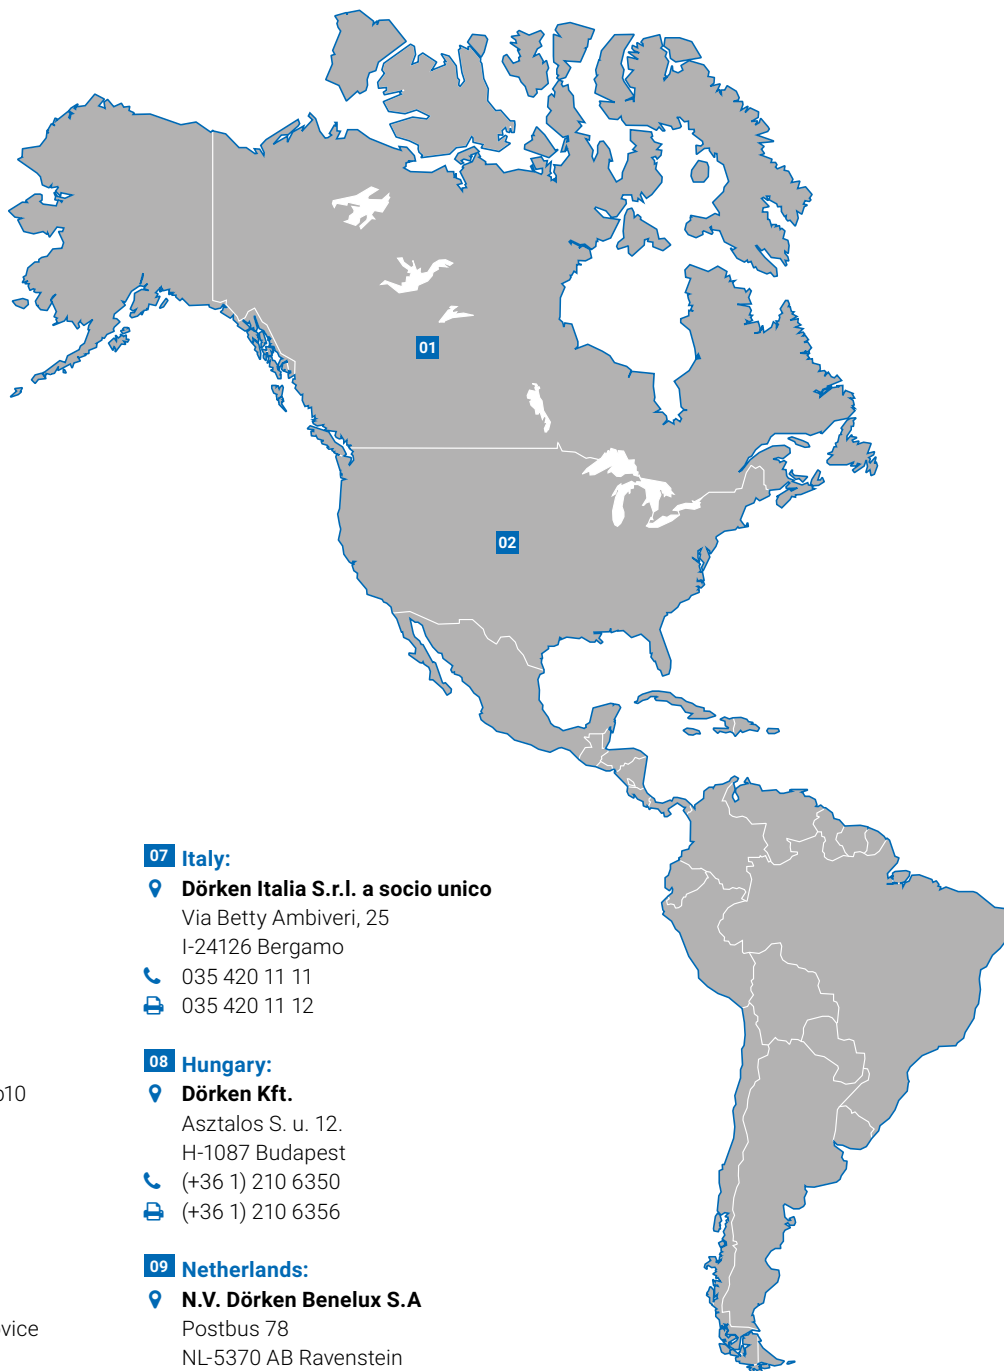 01
02
07 Italy:
Dörken Italia S.r.l. a socio unico
Via Betty Ambiveri, 25
I-24126 Bergamo
035 420 11 11
035 420 11 12
08 Hungary:
Dörken Kft.
Asztalos S. u. 12.
H-1087 Budapest
(+36 1) 210 6350
(+36 1) 210 6356
09 Netherlands:
N.V. Dörken Benelux S.A
Postbus 78
NL-5370 AB Ravenstein